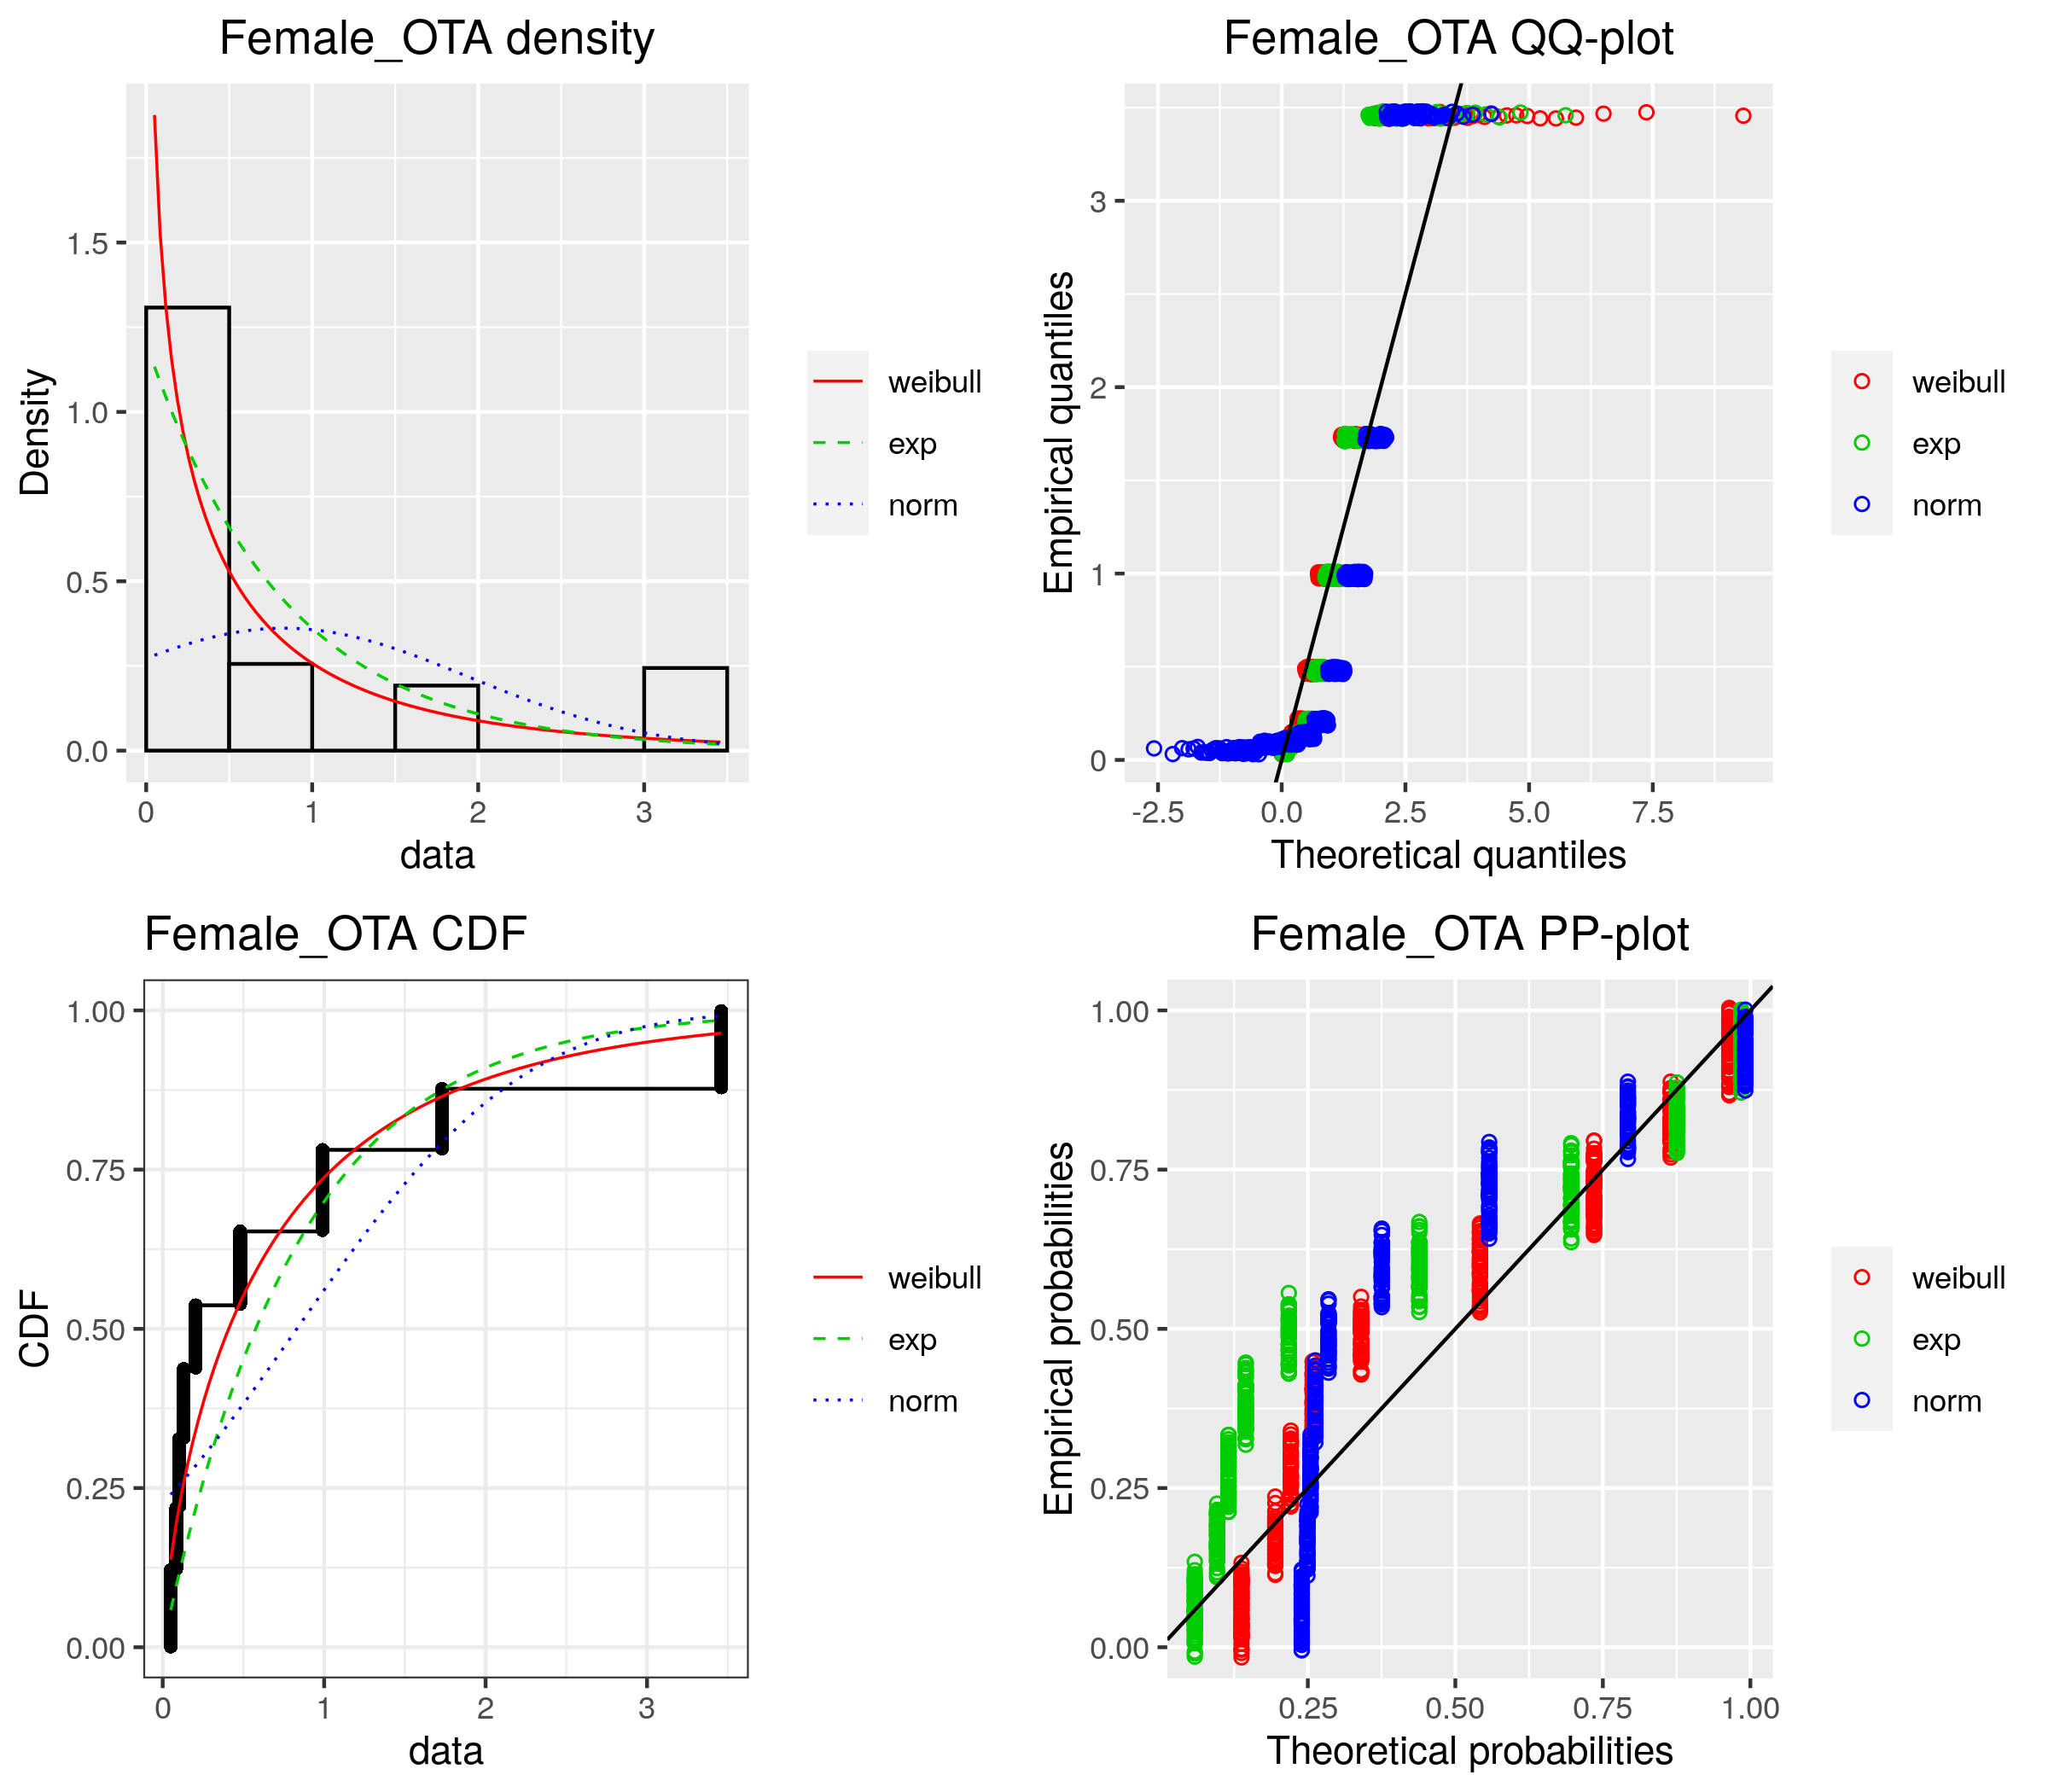 Female_OTA density
Density
1.5
1.0
0.5
0.0
0 1 2 3
data
weibull
exp
norm
Female_OTA QQ-plot
Empirical quantiles
3
2
1
0
-2.5 0.0 2.5 5.0 7.5
Theoretical quantiles
weibull
exp
norm
Female_OTA CDF
CDF
1.00
0.75
0.50
0.25
0.00
0 1 2 3
data
weibull
exp
norm
Female_OTA PP-plot
Empirical probabilities
1.00
0.75
0.50
0.25
0.00
0.25 0.50 0.75 1.00
Theoretical probabilities
weibull
exp
norm